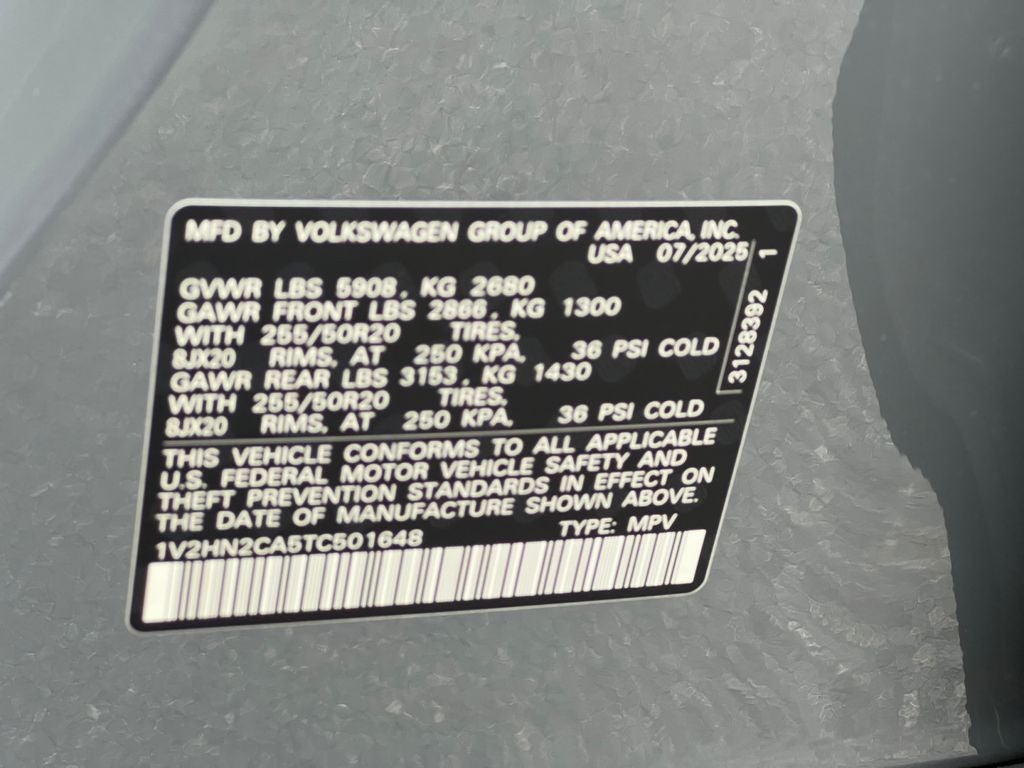 MFD BY VOLKSWAGEN GROUP OF AMERICA, INC.
USA 07/2025
GVWR LBS 5908, KG 2680
GAWR FRONT LBS 2866, KG 1300
WITH 255/50R20 TIRES,
8JX20 RIMS, AT 250 KPA, 36 PSI COLD
GAWR REAR LBS 3153, KG 1430
WITH 255/50R20 TIRES,
8JX20 RIMS, AT 250 KPA, 36 PSI COLD
3128392 1
THIS VEHICLE CONFORMS TO ALL APPLICABLE
U.S. FEDERAL MOTOR VEHICLE SAFETY AND
THEFT PREVENTION STANDARDS IN EFFECT ON
THE DATE OF MANUFACTURE SHOWN ABOVE.
1V2HN2CA5TC501648 TYPE: MPV